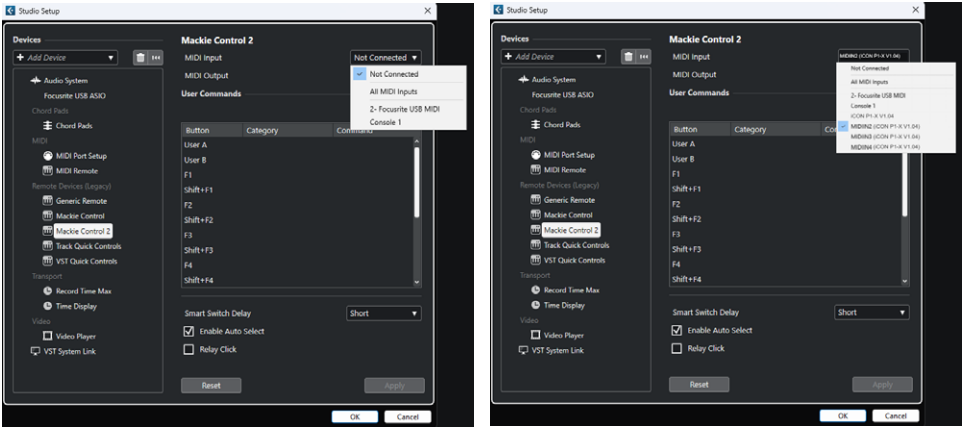 Studio Setup
Devices
Add Device
Audio System
Focusrite USB ASIO
Chord Pads
Chord Pads
MIDI
MIDI Port Setup
MIDI Remote
Remote Devices (Legacy)
Generic Remote
Mackie Control
Mackie Control 2
Track Quick Controls
VST Quick Controls
Transport
Record Time Max
Time Display
Video
Video Player
VST System Link
Mackie Control 2
MIDI Input
Not Connected
MIDI Output
Not Connected
All MIDI Inputs
2- Focusrite USB MIDI
Console 1
User Commands
Button Category Command
User A
User B
F1
Shift+F1
F2
Shift+F2
F3
Shift+F3
F4
Shift+F4
Smart Switch Delay
Short
Enable Auto Select
Relay Click
Reset
Apply
OK
Cancel
Studio Setup
Devices
Add Device
Audio System
Focusrite USB ASIO
Chord Pads
Chord Pads
MIDI
MIDI Port Setup
MIDI Remote
Remote Devices (Legacy)
Generic Remote
Mackie Control
Mackie Control 2
Track Quick Controls
VST Quick Controls
Transport
Record Time Max
Time Display
Video
Video Player
VST System Link
Mackie Control 2
MIDI Input
MIDIIN2 (ICON P1-X V1.04)
MIDI Output
Not Connected
All MIDI Inputs
2- Focusrite USB MIDI
Console 1
ICON P1-X V1.04
MIDIIN2 (ICON P1-X V1.04)
MIDIIN3 (ICON P1-X V1.04)
MIDIIN4 (ICON P1-X V1.04)
User Commands
Button Category Co
User A
User B
F1
Shift+F1
F2
Shift+F2
F3
Shift+F3
F4
Shift+F4
Smart Switch Delay
Short
Enable Auto Select
Relay Click
Reset
Apply
OK
Cancel